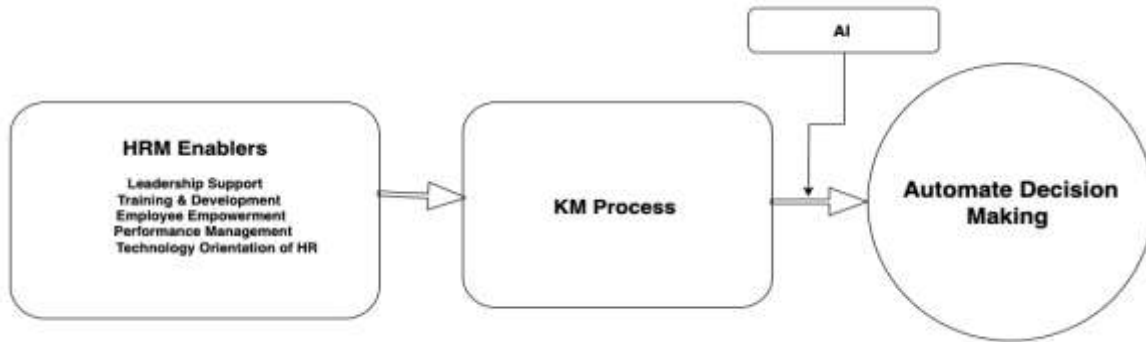 AI
HRM Enablers
Leadership Support
Training & Development
Employee Empowerment
Performance Management
Technology Orientation of HR
KM Process
Automate Decision
Making